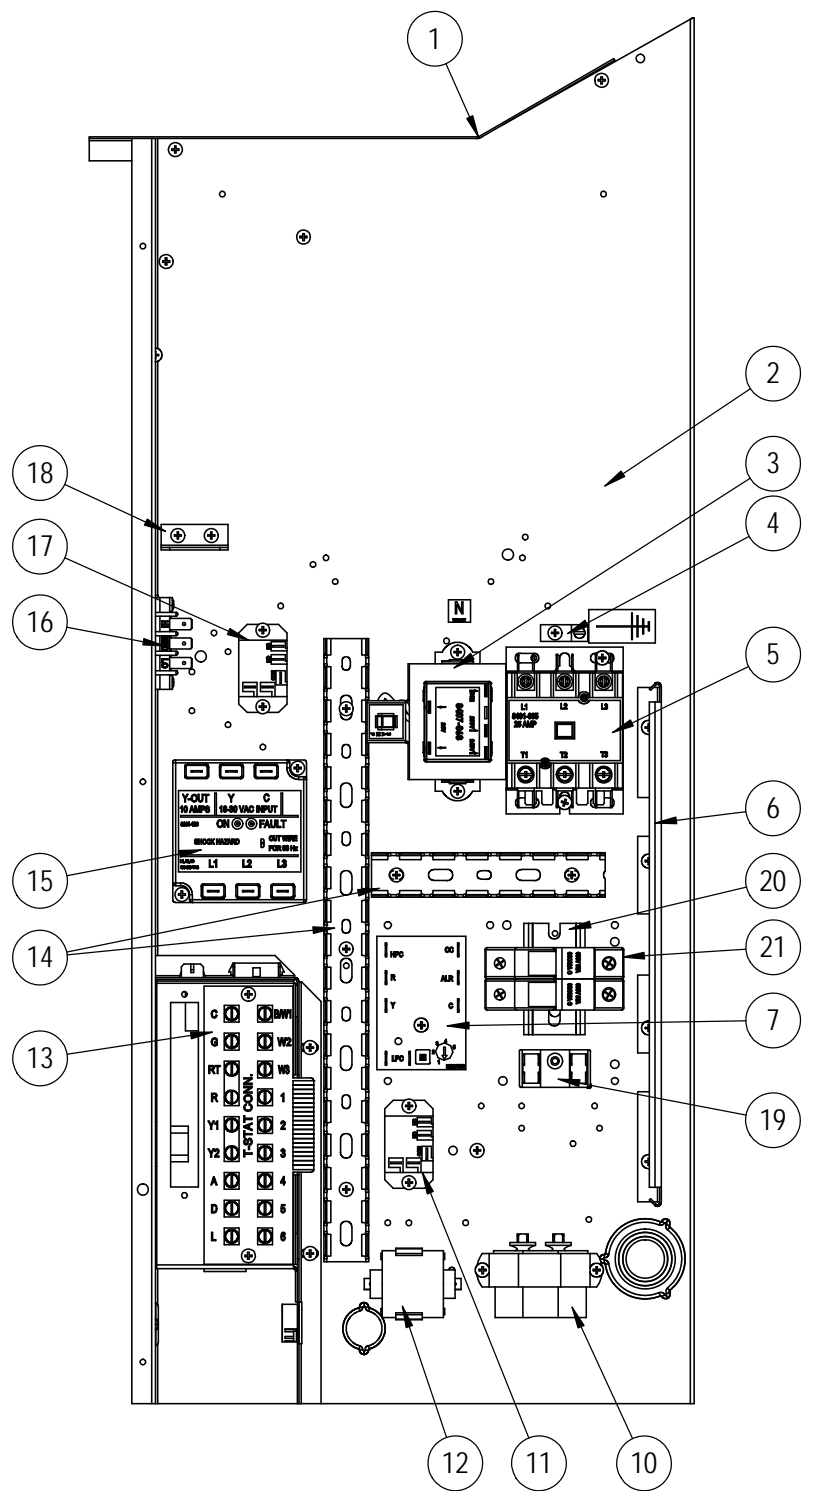 1
2
3
18
4
17
N
16
5
L1 L2 L3
8401-035
25 AMP
T1 T2 T3
6
Y-OUT Y C
10 AMPS 18-30 VAC INPUT
ON FAULT
SHOCK HAZARD
CUT WIRE
FOR 50 Hz
L1 L2 L3
15
20
14
21
HPC CC
R ALR
Y C
7
LPC
13
C B/W1
G W2
RT W3
R 1
Y1 2
Y2 3
A 4
D 5
L 6
T-STAT CONN.
19
12
11
10